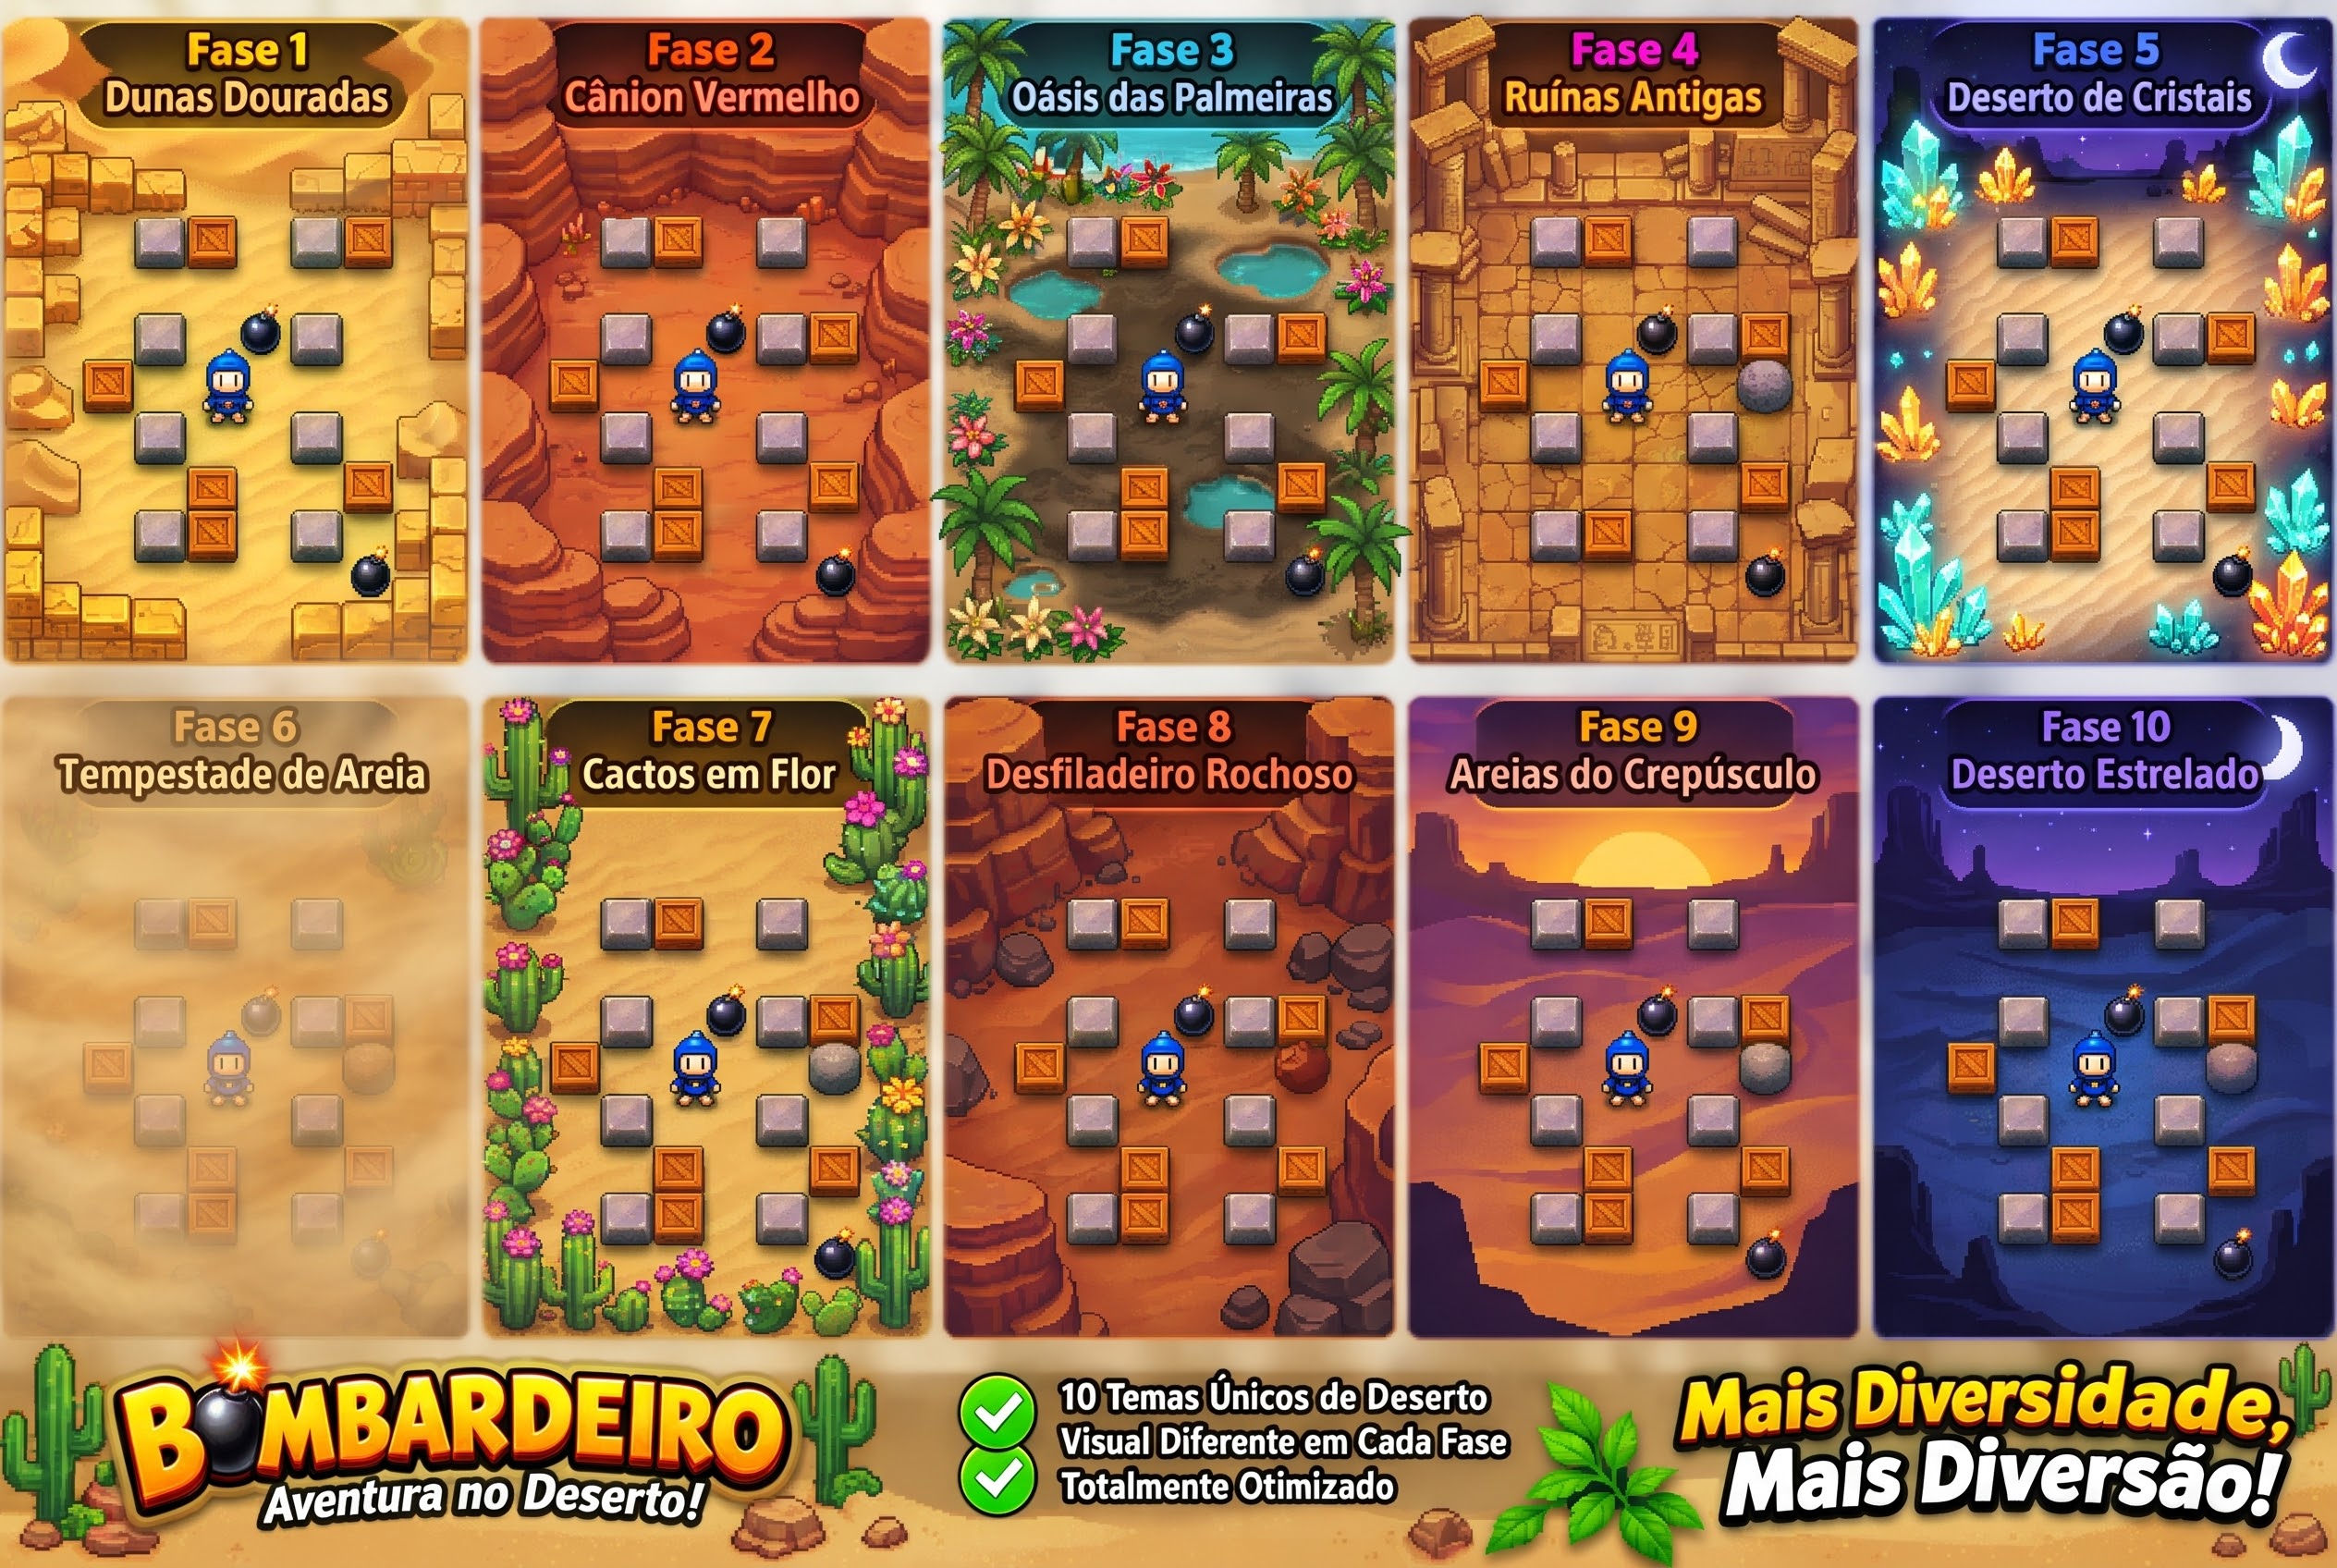 Fase 1
Dunas Douradas
Fase 2
Cânion Vermelho
Fase 3
Oásis das Palmeiras
Fase 4
Ruínas Antigas
Fase 5
Deserto de Cristais
Fase 6
Tempestade de Areia
Fase 7
Cactos em Flor
Fase 8
Desfiladeiro Rochoso
Fase 9
Areias do Crepúsculo
Fase 10
Deserto Estrelado
BOMBARDEIRO
Aventura no Deserto!
10 Temas Únicos de Deserto
Visual Diferente em Cada Fase
Totalmente Otimizado
Mais Diversidade,
Mais Diversão!